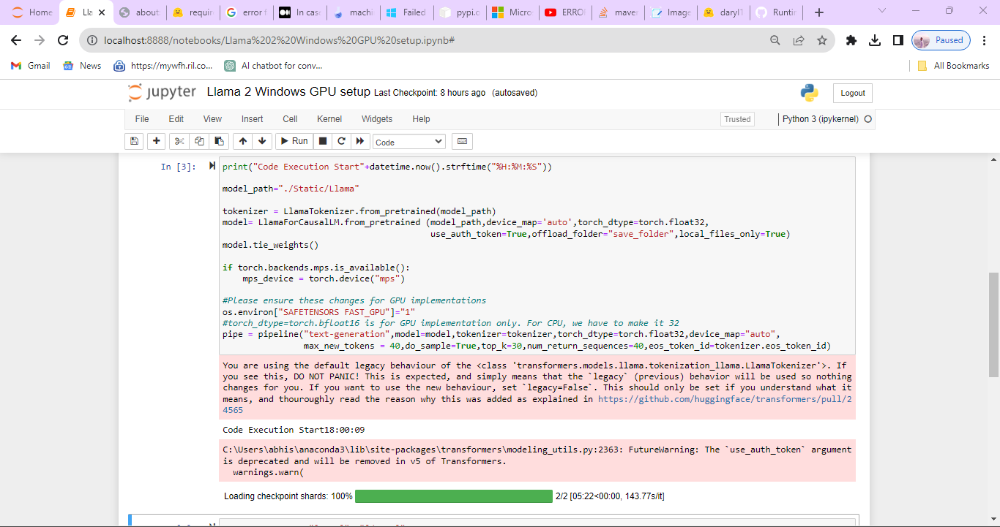 Home
Lla
about:
requir
error f
In case
machi
Failed
pypi.o
Micro
ERRO
maver
Image
daryl1
Runtir
localhost:8888/notebooks/Llama%202%20Windows%20GPU%20setup.ipynb#
Paused
Gmail
News
https://mywfh.ril.co...
AI chatbot for conv...
All Bookmarks
jupyter Llama 2 Windows GPU setup Last Checkpoint: 8 hours ago (autosaved)
Logout
File Edit View Insert Cell Kernel Widgets Help
Trusted
Python 3 (ipykernel)
Run
Code
In [3]:
print("Code Execution Start"+datetime.now().strftime("%H:%M:%S"))
model_path="./Static/Llama"
tokenizer = LlamaTokenizer.from_pretrained(model_path)
model= LlamaForCausalLM.from_pretrained (model_path,device_map='auto',torch_dtype=torch.float32,
use_auth_token=True,offload_folder="save_folder",local_files_only=True)
model.tie_weights()
if torch.backends.mps.is_available():
mps_device = torch.device("mps")
#Please ensure these changes for GPU implementations
os.environ["SAFETENSORS FAST_GPU"]="1"
#torch_dtype=torch.bfloat16 is for GPU implementation only. For CPU, we have to make it 32
pipe = pipeline("text-generation",model=model,tokenizer=tokenizer,torch_dtype=torch.float32,device_map="auto",
max_new_tokens = 40,do_sample=True,top_k=30,num_return_sequences=40,eos_token_id=tokenizer.eos_token_id)
You are using the default legacy behaviour of the <class 'transformers.models.llama.tokenization_llama.LlamaTokenizer'>. If
you see this, DO NOT PANIC! This is expected, and simply means that the `legacy` (previous) behavior will be used so nothing
changes for you. If you want to use the new behaviour, set `legacy=False`. This should only be set if you understand what it
means, and thouroughly read the reason why this was added as explained in https://github.com/huggingface/transformers/pull/2
4565
Code Execution Start18:00:09
C:\Users\abhis\anaconda3\lib\site-packages\transformers\modeling_utils.py:2363: FutureWarning: The `use_auth_token` argument
is deprecated and will be removed in v5 of Transformers.
warnings.warn(
Loading checkpoint shards: 100% 2/2 [05:22<00:00, 143.77s/it]